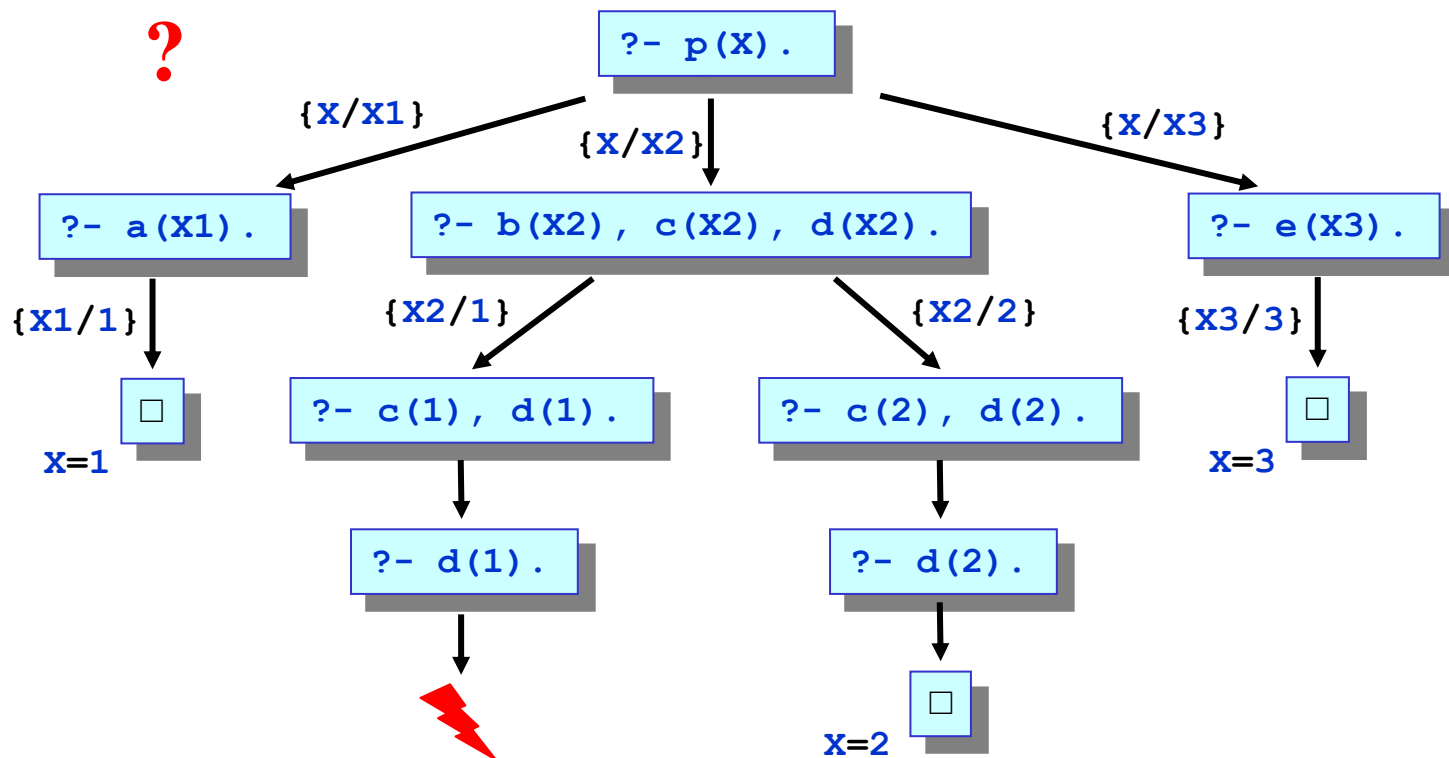 ?
?- p(X).
{X/X1}
{X/X2}
{X/X3}
?- a(X1).
?- b(X2), c(X2), d(X2).
?- e(X3).
{X1/1}
{X2/1}
{X2/2}
{X3/3}
□
?- c(1), d(1).
?- c(2), d(2).
□
X=1
X=3
?- d(1).
?- d(2).
□
X=2